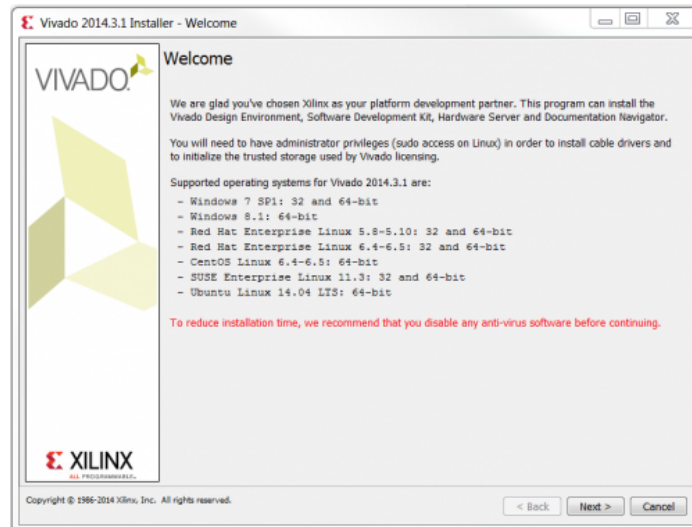 Vivado 2014.3.1 Installer - Welcome
VIVADO.
Welcome
We are glad you've chosen Xilinx as your platform development partner. This program can install the
Vivado Design Environment, Software Development Kit, Hardware Server and Documentation Navigator.
You will need to have administrator privileges (sudo access on Linux) in order to install cable drivers and
to initialize the trusted storage used by Vivado licensing.
Supported operating systems for Vivado 2014.3.1 are:
- Windows 7 SP1: 32 and 64-bit
- Windows 8.1: 64-bit
- Red Hat Enterprise Linux 5.8-5.10: 32 and 64-bit
- Red Hat Enterprise Linux 6.4-6.5: 32 and 64-bit
- CentOS Linux 6.4-6.5: 64-bit
- SUSE Enterprise Linux 11.3: 32 and 64-bit
- Ubuntu Linux 14.04 LTS: 64-bit
To reduce installation time, we recommend that you disable any anti-virus software before continuing.
XILINX
ALL PROGRAMMABLE.
Copyright © 1986-2014 Xilinx, Inc. All rights reserved.
< Back
Next >
Cancel